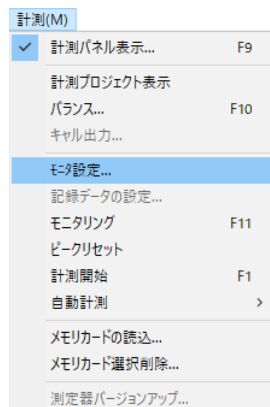 計測(M)
計測パネル表示... F9
計測プロジェクト表示
バランス... F10
キャル出力...
ﾓﾆﾀ設定...
記録データの設定...
モニタリング F11
ピークリセット
計測開始 F1
自動計測
メモリカードの読込...
メモリカード選択削除...
測定器バージョンアップ...